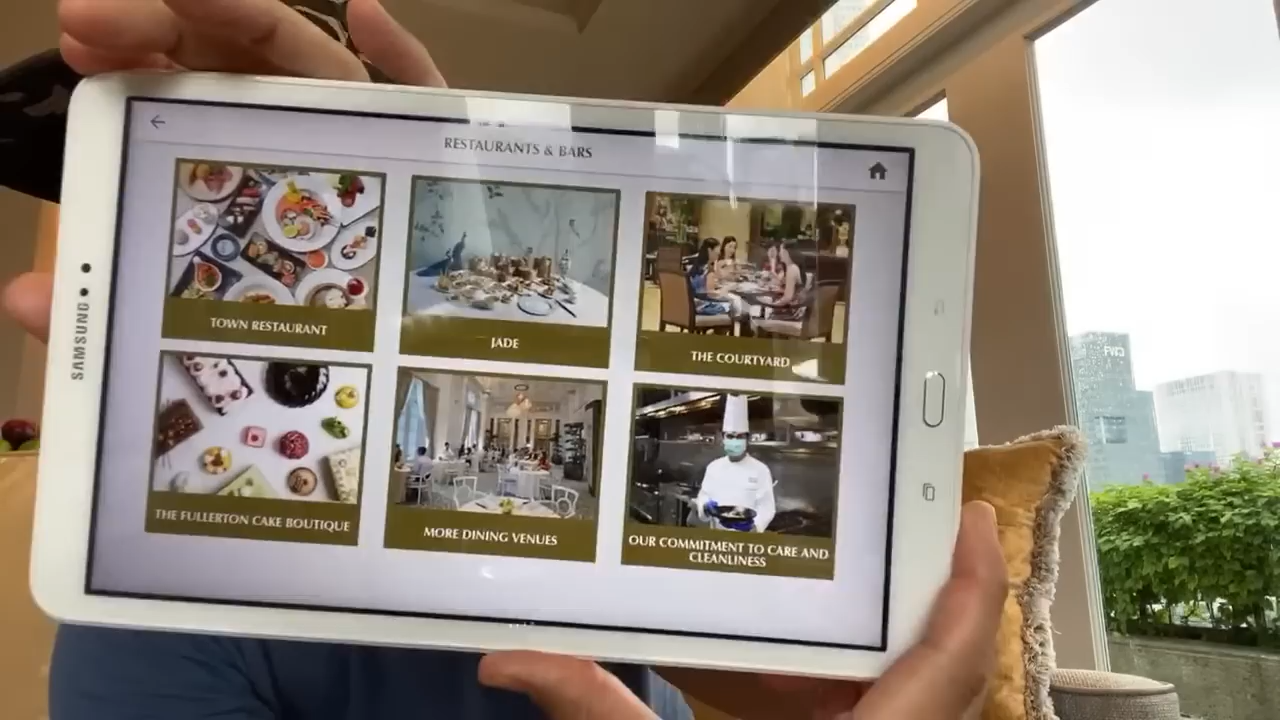 RESTAURANTS & BARS
SAMSUNG
TOWN RESTAURANT
JADE
THE COURTYARD
THE FULLERTON CAKE BOUTIQUE
MORE DINING VENUES
OUR COMMITMENT TO CARE AND
CLEANLINESS
FWD